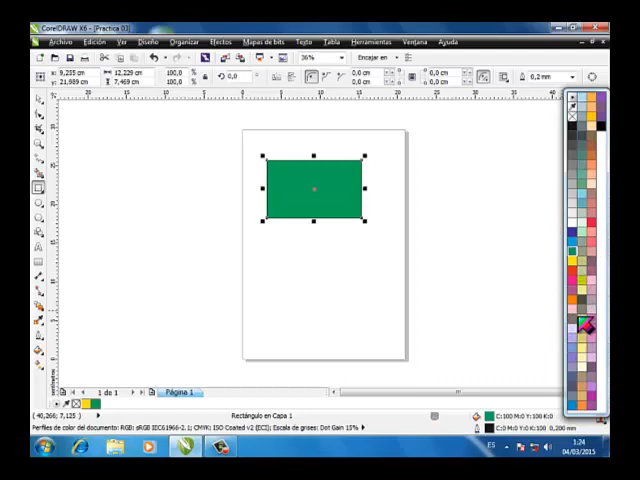 CorelDRAW X6 - [Practica 03]
Archivo Edición Ver Diseño Organizar Efectos Mapas de bits Texto Tabla Herramientas Ventana Ayuda
36% Encajar en
x: 9,255 cm 12,229 cm 100,0 % 0,0 ° 0,0 cm 0,0 cm 0,2 mm
y: 21,989 cm 7,469 cm 100,0 % 0,0 cm 0,0 cm
1 de 1 Página 1
( 40,266; 7,125 ) Rectángulo en Capa 1 C:100 M:0 Y:100 K:0
Perfiles de color del documento: RGB: sRGB IEC61966-2.1; CMYK: ISO Coated v2 (ECI); Escala de grises: Dot Gain 15% C:0 M:0 Y:0 K:100 0,200 mm
ES 1:24
04/03/2015